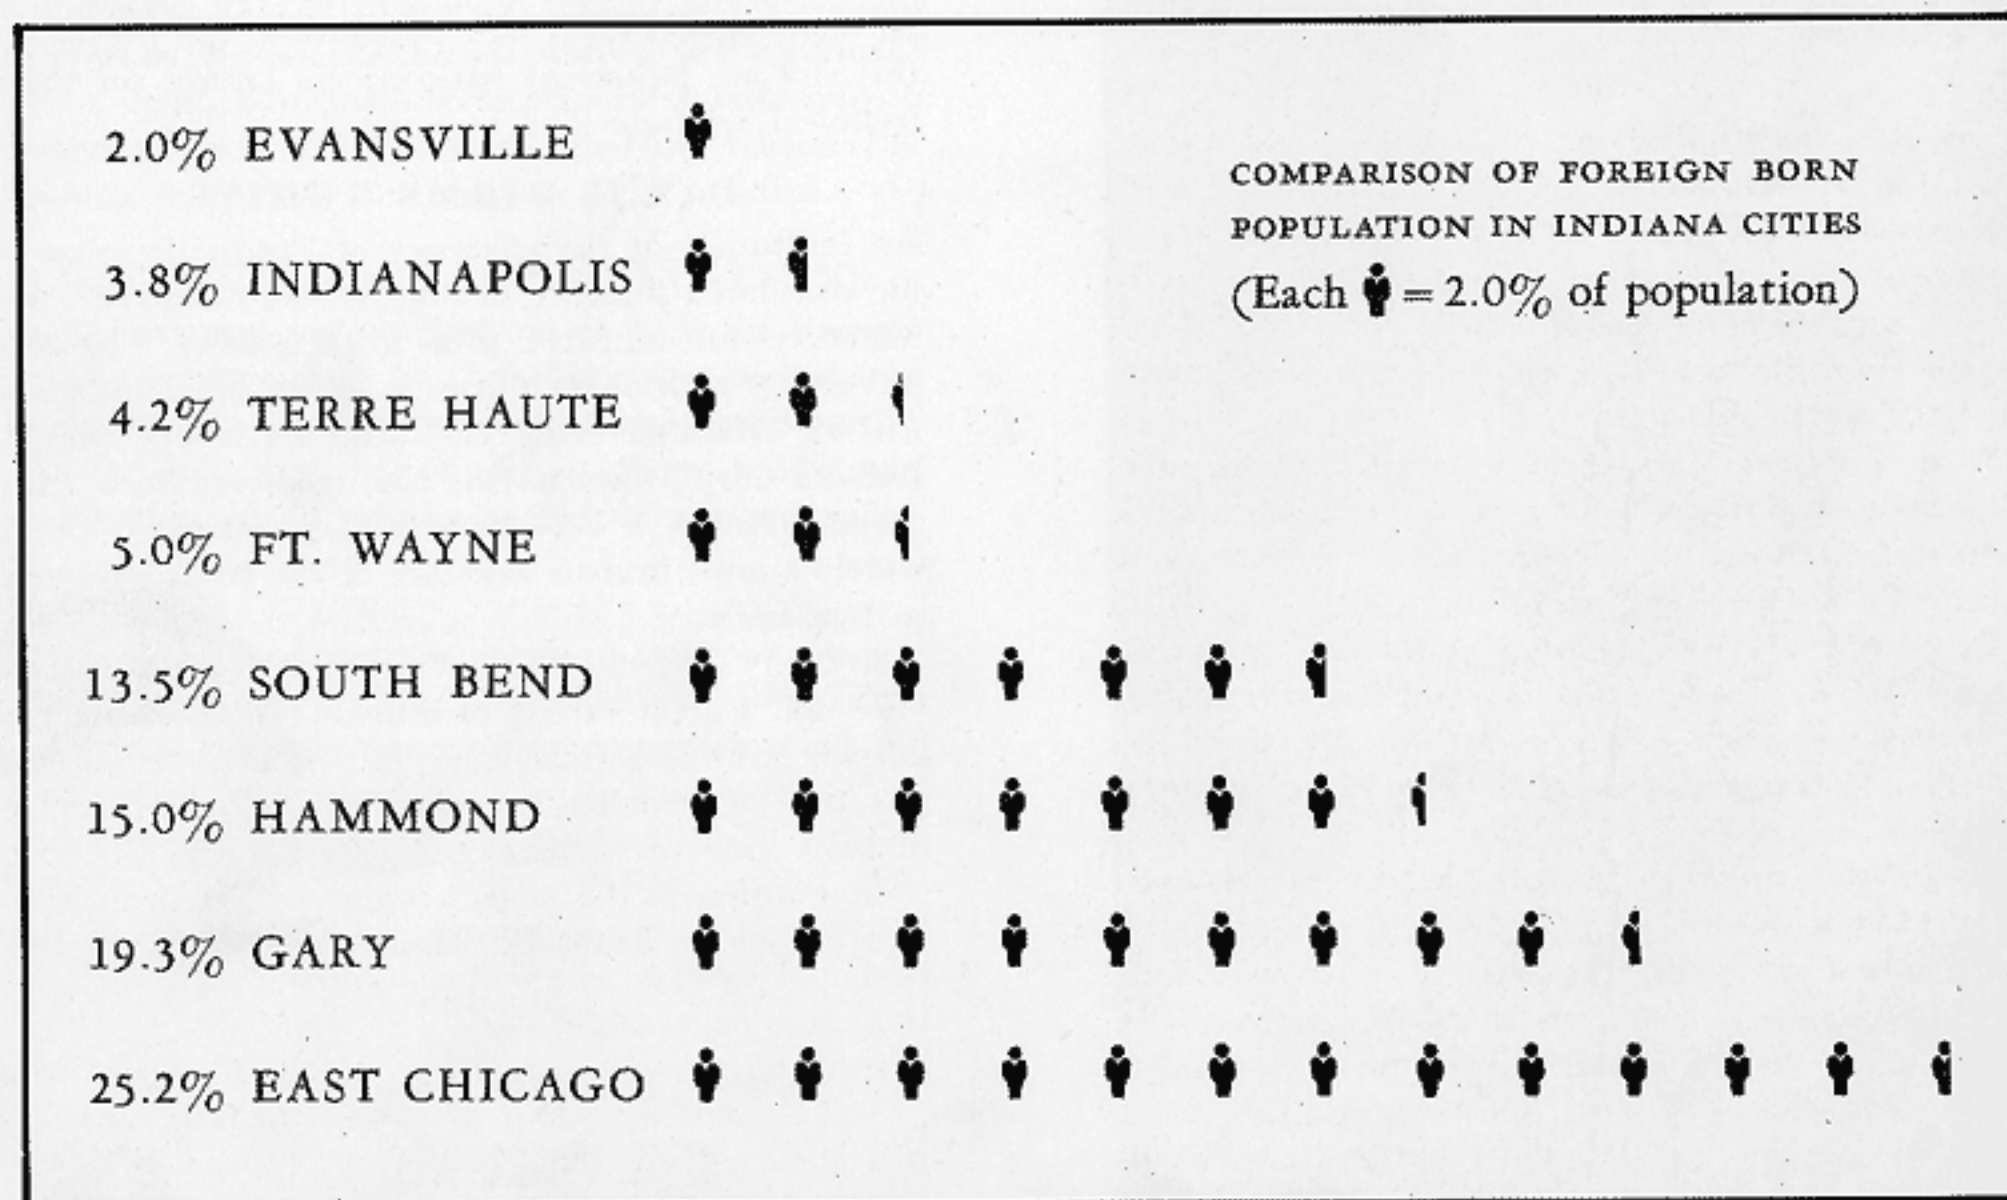 2.0% EVANSVILLE
COMPARISON OF FOREIGN BORN
POPULATION IN INDIANA CITIES
(Each = 2.0% of population)
3.8% INDIANAPOLIS
4.2% TERRE HAUTE
5.0% FT. WAYNE
13.5% SOUTH BEND
15.0% HAMMOND
19.3% GARY
25.2% EAST CHICAGO